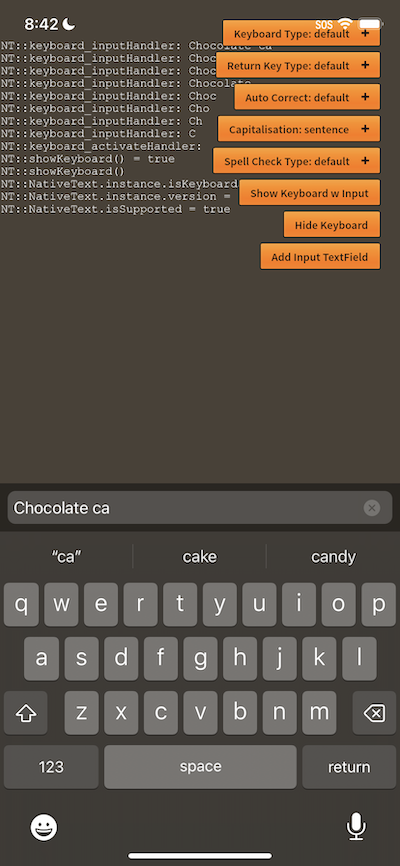 8:42
SOS
Keyboard Type: default +
NT::keyboard_inputHandler: Chocolate ca
Return Key Type: default +
NT::keyboard_inputHandler: Choc
NT::keyboard_inputHandler: Choc
Auto Correct: default +
NT::keyboard_inputHandler: Chocolate
NT::keyboard_inputHandler: Choc
NT::keyboard_inputHandler: Cho
Capitalisation: sentence +
NT::keyboard_inputHandler: Ch
NT::keyboard_inputHandler: C
NT::keyboard_activateHandler:
Spell Check Type: default +
NT::showKeyboard() = true
NT::showKeyboard()
NT::NativeText.instance.isKeyboard
Show Keyboard w Input
NT::NativeText.instance.version =
NT::NativeText.isSupported = true
Hide Keyboard
Add Input TextField
Chocolate ca
“ca” cake candy
q w e r t y u i o p
a s d f g h j k l
z x c v b n m
123 space return